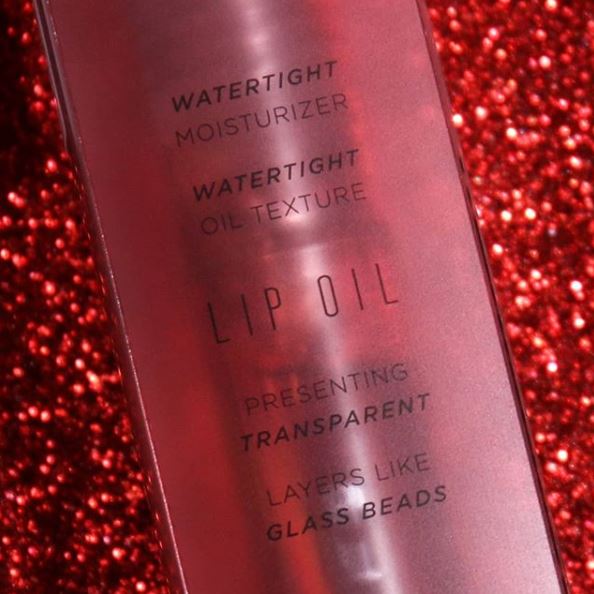 WATERTIGHT
MOISTURIZER
WATERTIGHT
OIL TEXTURE
LIP OIL
PRESENTING
TRANSPARENT
LAYERS LIKE
GLASS BEADS